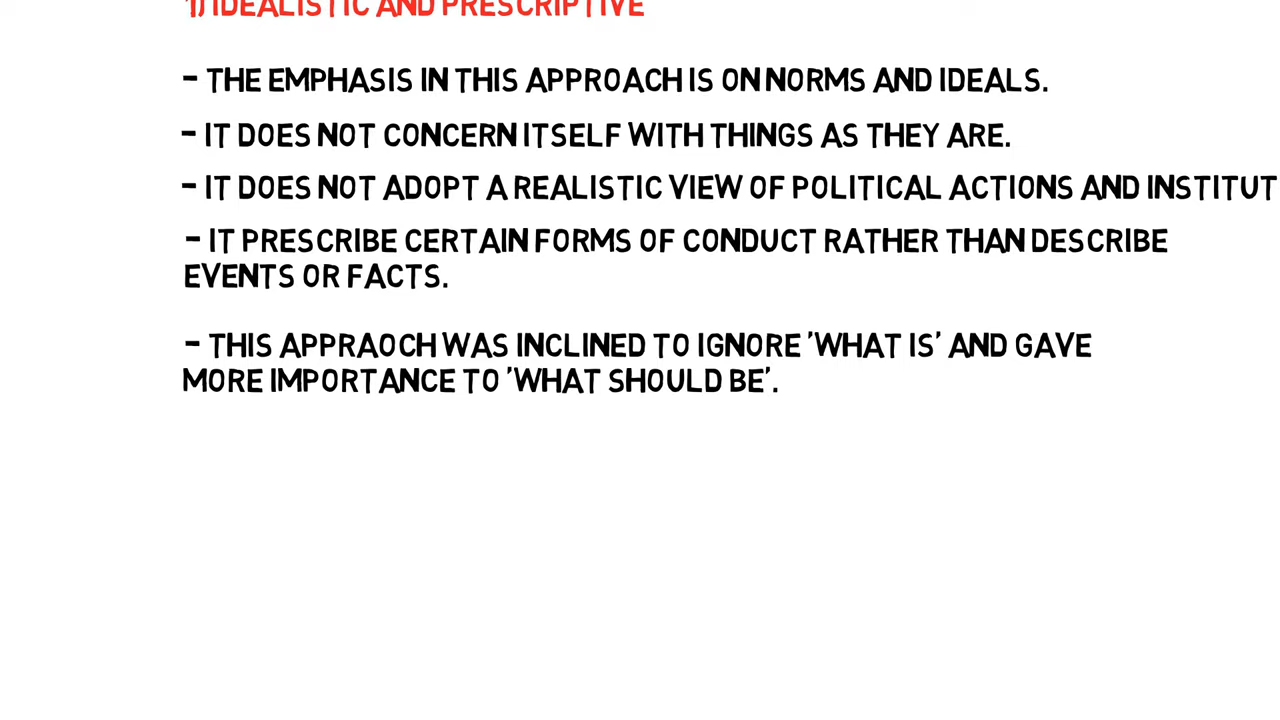 1) IDEALISTIC AND PRESCRIPTIVE
- THE EMPHASIS IN THIS APPROACH IS ON NORMS AND IDEALS.
- IT DOES NOT CONCERN ITSELF WITH THINGS AS THEY ARE.
- IT DOES NOT ADOPT A REALISTIC VIEW OF POLITICAL ACTIONS AND INSTITUT
- IT PRESCRIBE CERTAIN FORMS OF CONDUCT RATHER THAN DESCRIBE
EVENTS OR FACTS.
- THIS APPRAOCH WAS INCLINED TO IGNORE 'WHAT IS' AND GAVE
MORE IMPORTANCE TO 'WHAT SHOULD BE'.